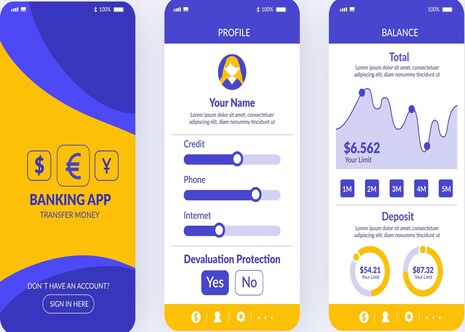 100%
$
€
¥
BANKING APP
TRANSFER MONEY
DON´T HAVE AN ACCOUNT?
SIGN IN HERE
100%
PROFILE
Your Name
Lorem ipsum dolor sit amet, consectetuer
adipiscing elit, diam nonummy tincidunt ut
Credit
Phone
Internet
Devaluation Protection
Yes
No
$
100%
BALANCE
Total
Lorem ipsum dolor sit amet, consectetuer
adipiscing elit, diam nonummy tincidunt ut
$6.562
Your Limit
1M
2M
3M
4M
5M
Deposit
Lorem ipsum dolor sit amet, consectetuer
adipiscing elit, diam nonummy tincidunt ut
$54.21
Your Limit
$87.32
Your Limit
$